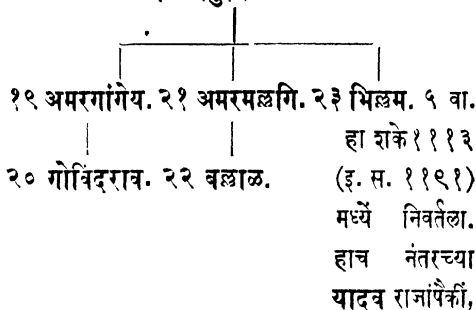 १९ अमरगांगेय. २१ अमरमल्लगि. २३ भिल्लम. ५ वा.
हा शके १११३
२० गोविंदराव. २२ बल्लाळ. (इ. स. ११९१)
मध्यें निवर्तला.
हाच नंतरच्या
यादव राजांपैकीं,